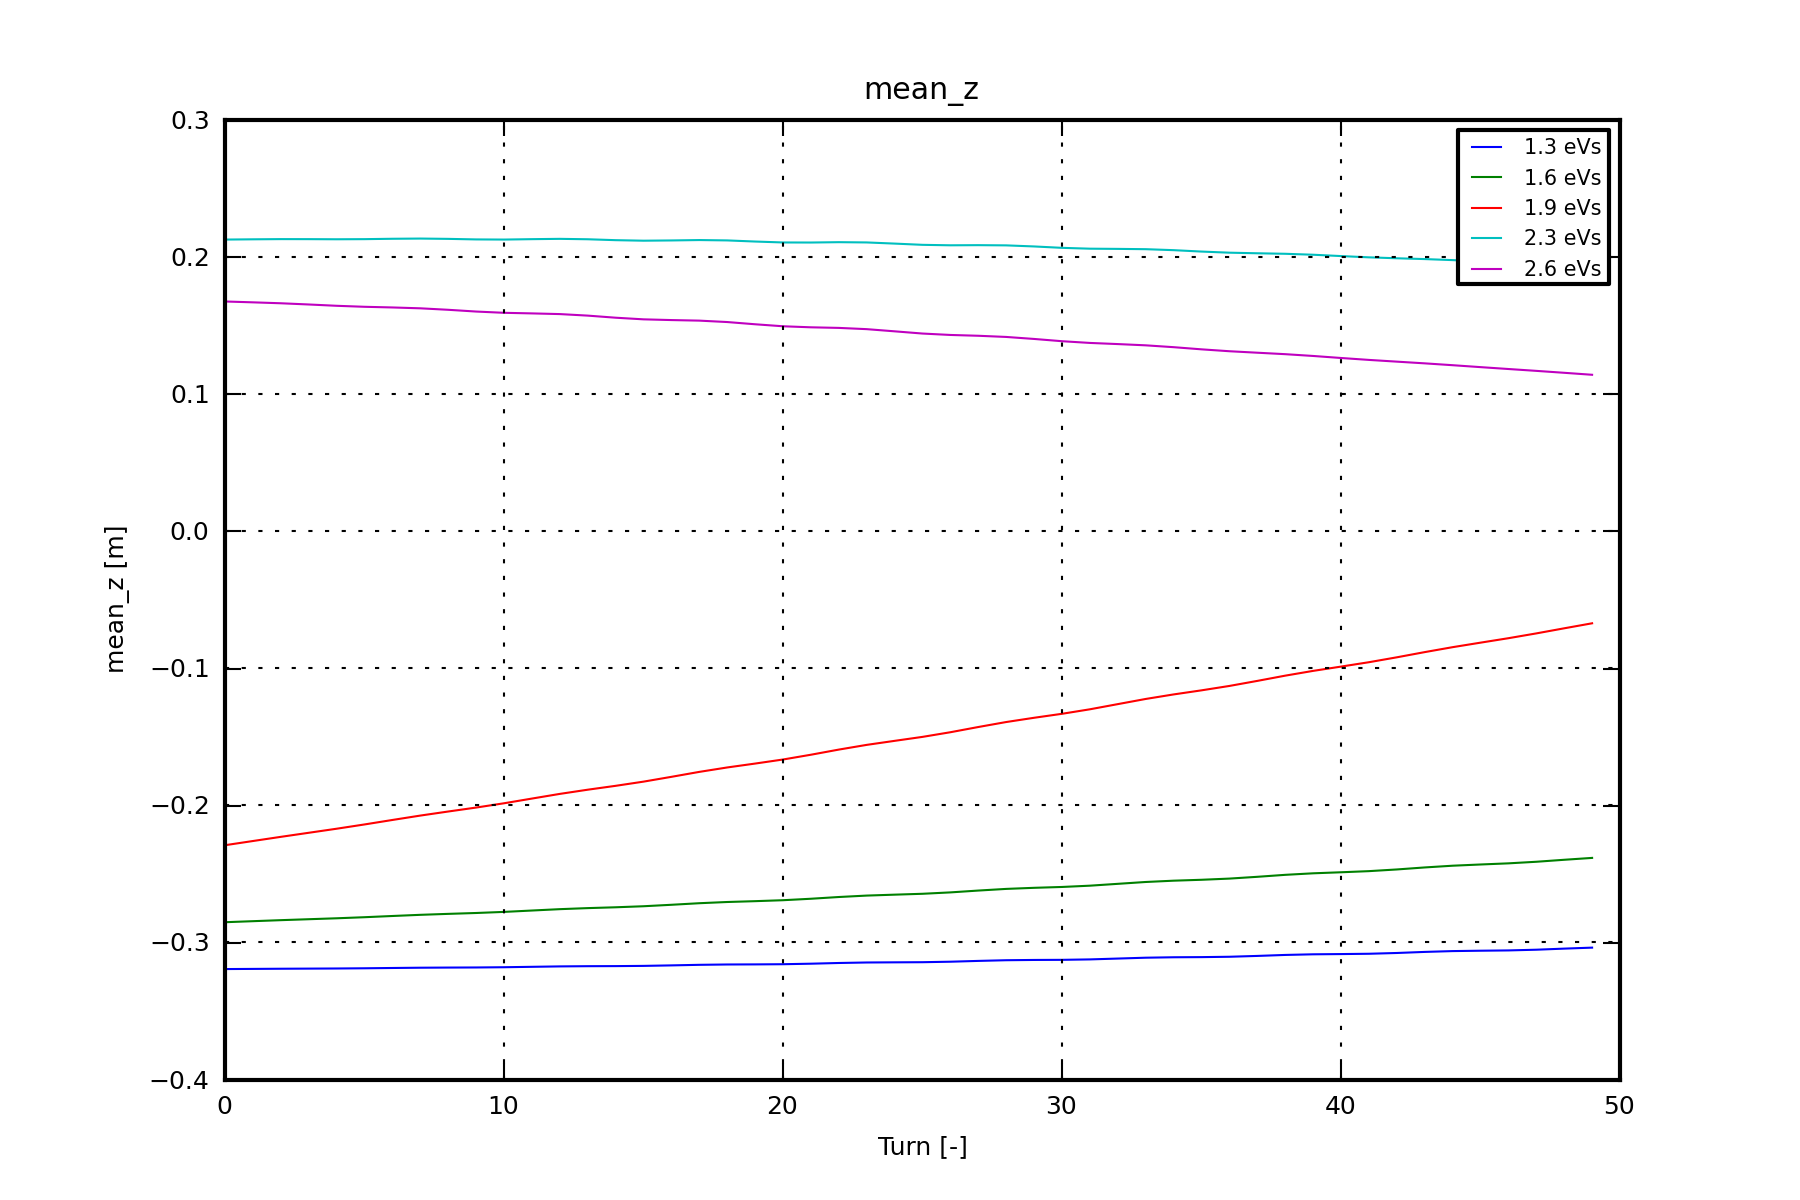 mean_z
0.3
0.2
0.1
0.0
−0.1
−0.2
−0.3
−0.4
mean_z [m]
1.3 eVs
1.6 eVs
1.9 eVs
2.3 eVs
2.6 eVs
0 10 20 30 40 50
Turn [-]